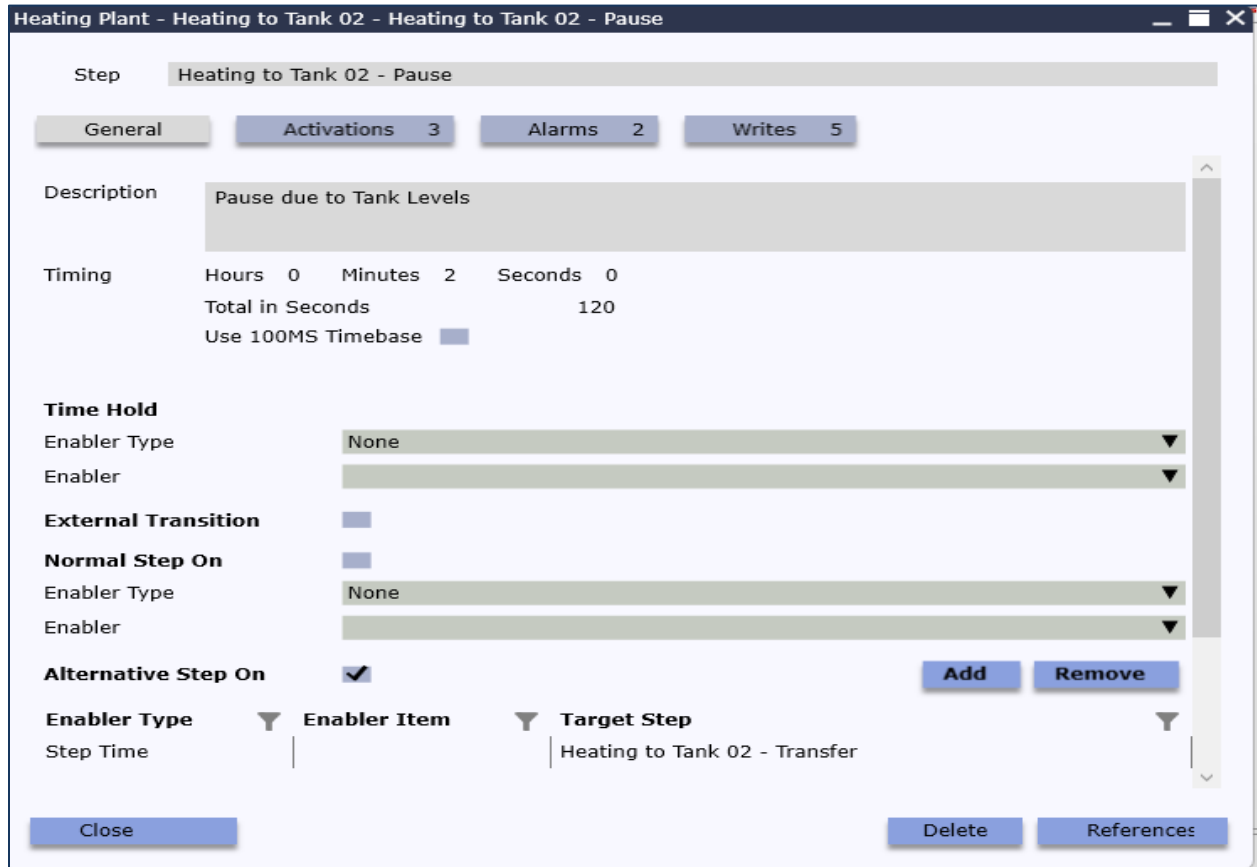 Heating Plant - Heating to Tank 02 - Heating to Tank 02 - Pause
Step Heating to Tank 02 - Pause
General Activations 3 Alarms 2 Writes 5
Description Pause due to Tank Levels
Timing Hours 0 Minutes 2 Seconds 0
Total in Seconds 120
Use 100MS Timebase
Time Hold
Enabler Type None
Enabler
External Transition
Normal Step On
Enabler Type None
Enabler
Alternative Step On Add Remove
Enabler Type Enabler Item Target Step
Step Time Heating to Tank 02 - Transfer
Close Delete References